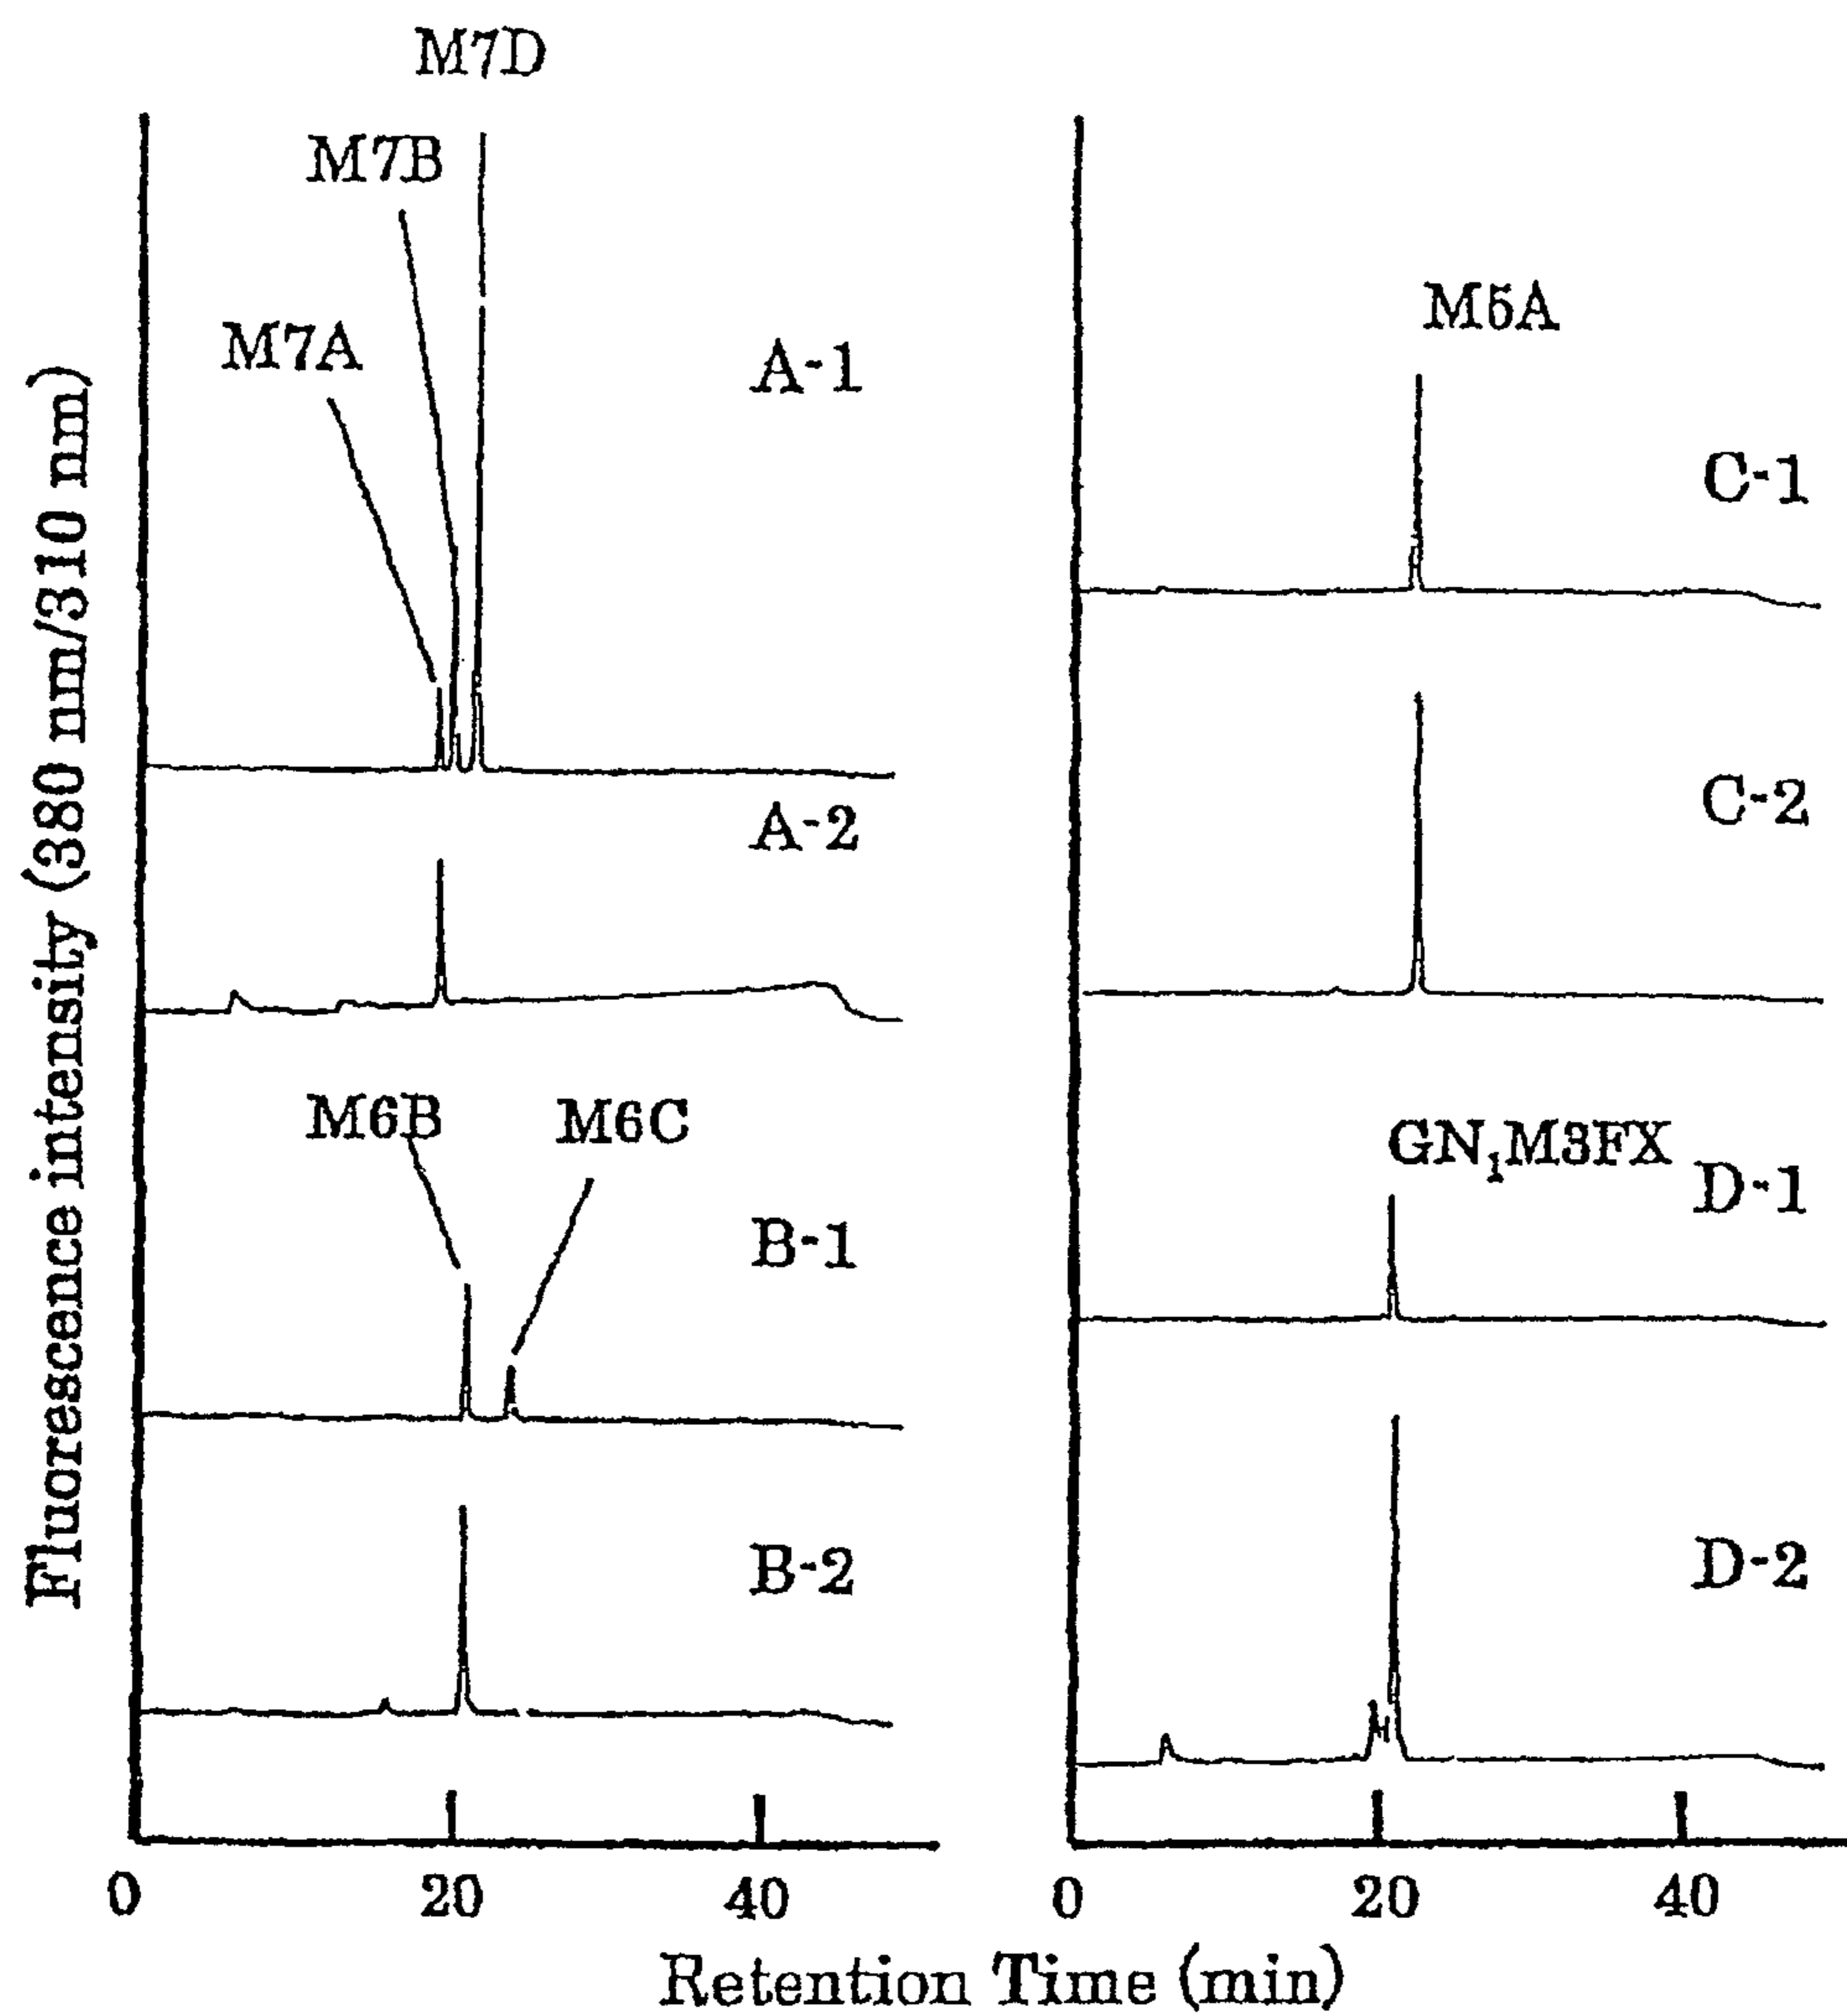 M7D
M7B
M7A
A-1
A-2
M6B
M6C
B-1
B-2
M5A
C-1
C-2
GN₁M3FX
D-1
D-2
Fluorescence intensity (380 nm/310 nm)
0
20
40
0
20
40
Retention Time (min)